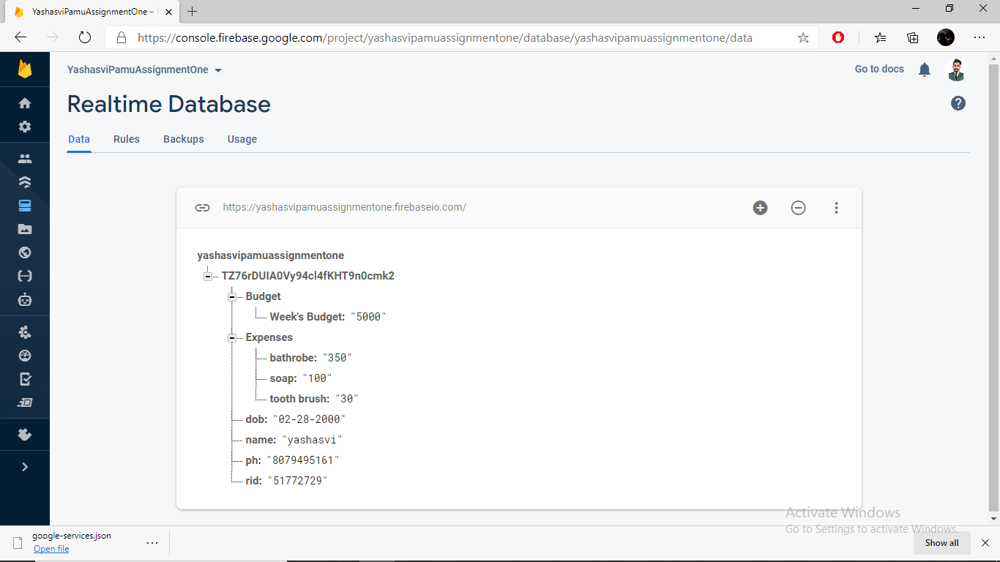 YashasviPamuAssignmentOne – F
https://console.firebase.google.com/project/yashasvipamuassignmentone/database/yashasvipamuassignmentone/data
YashasviPamuAssignmentOne
Go to docs
Realtime Database
?
Data Rules Backups Usage
https://yashasvipamuassignmentone.firebaseio.com/
yashasvipamuassignmentone
TZ76rDUIA0Vy94cl4fKHT9n0cmk2
Budget
Week's Budget: "5000"
Expenses
bathrobe: "350"
soap: "100"
tooth brush: "30"
dob: "02-28-2000"
name: "yashasvi"
ph: "8079495161"
rid: "51772729"
Activate Windows
Go to Settings to activate Windows.
google-services.json
Open file
Show all